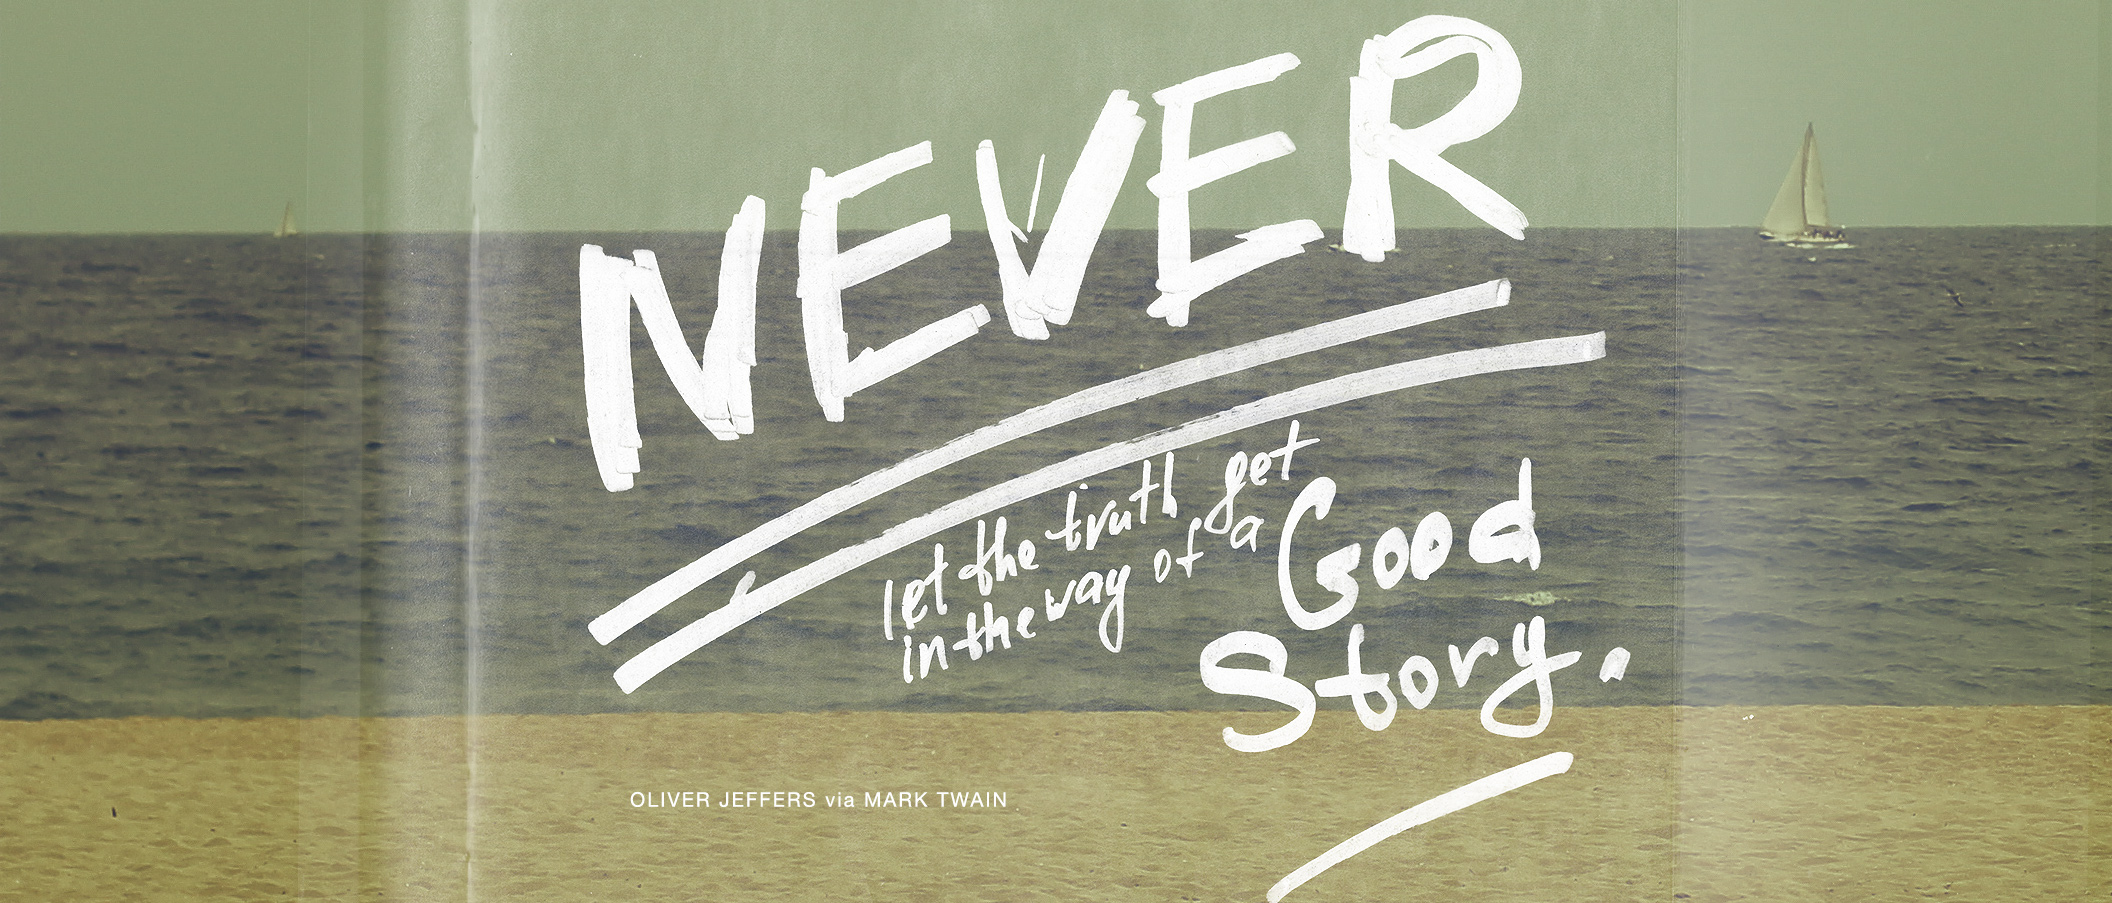 NEVER
let the truth get
in the way of a Good
Story.
OLIVER JEFFERS via MARK TWAIN